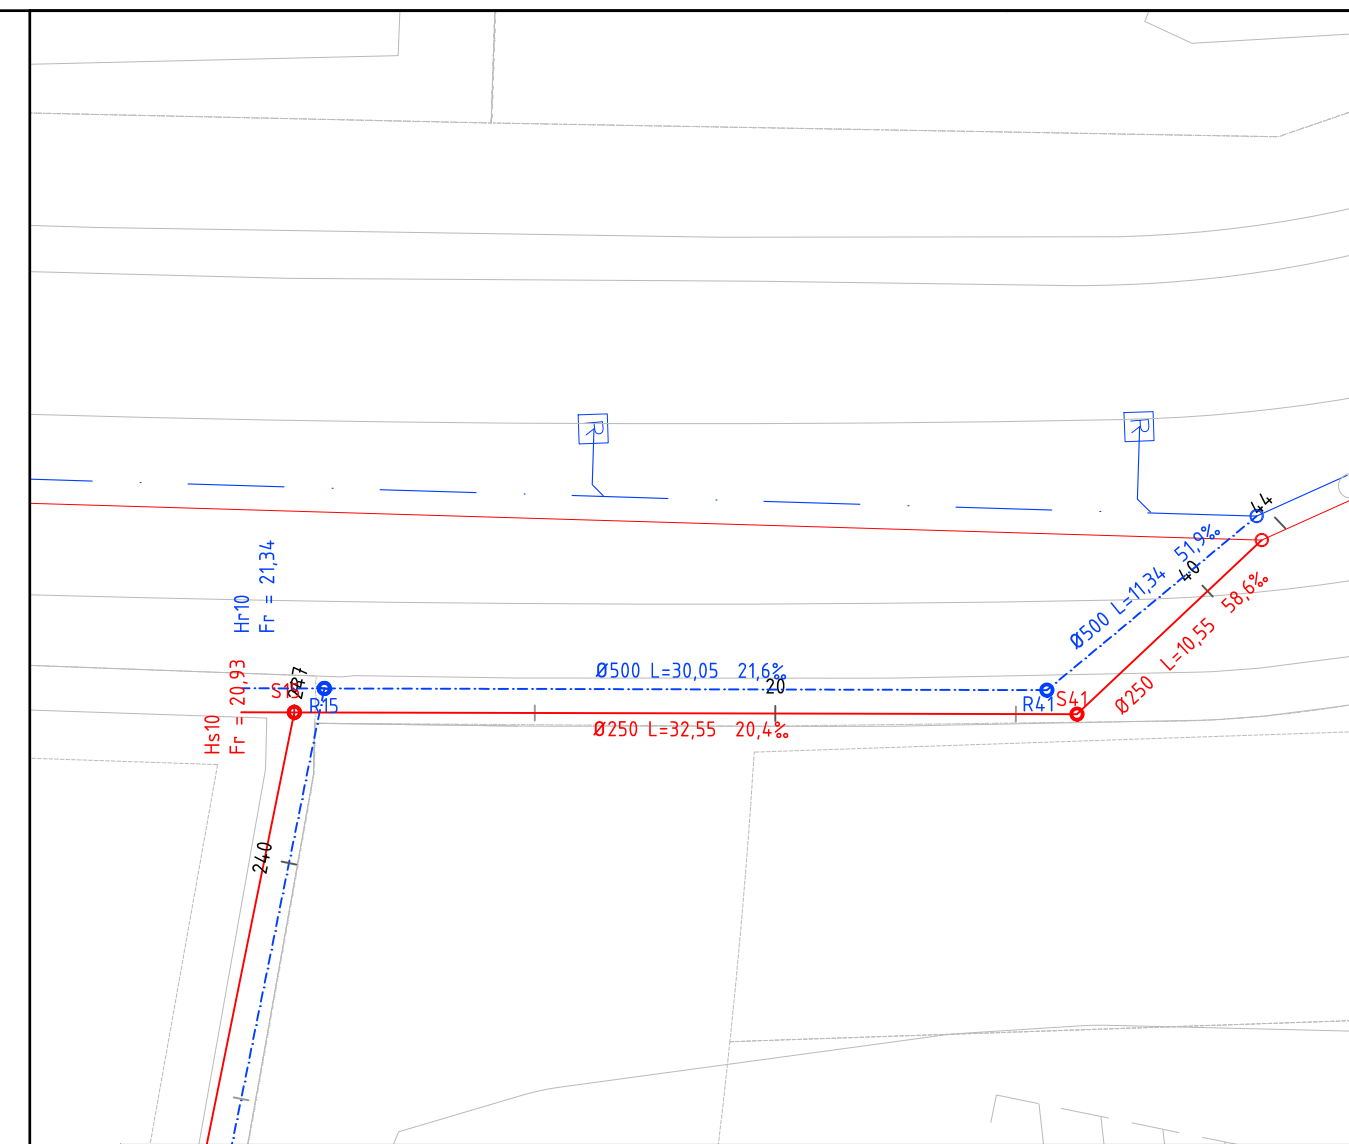 R
R
44
Ø500 L=11,34 51,9‰
40
Ø250 L=10,55 58,6‰
Hr10
Fr = 21,34
Hs10
Fr = 20,93
247
R15
Ø500 L=30,05 21,6‰
20
Ø250 L=32,55 20,4‰
R41
S41
240